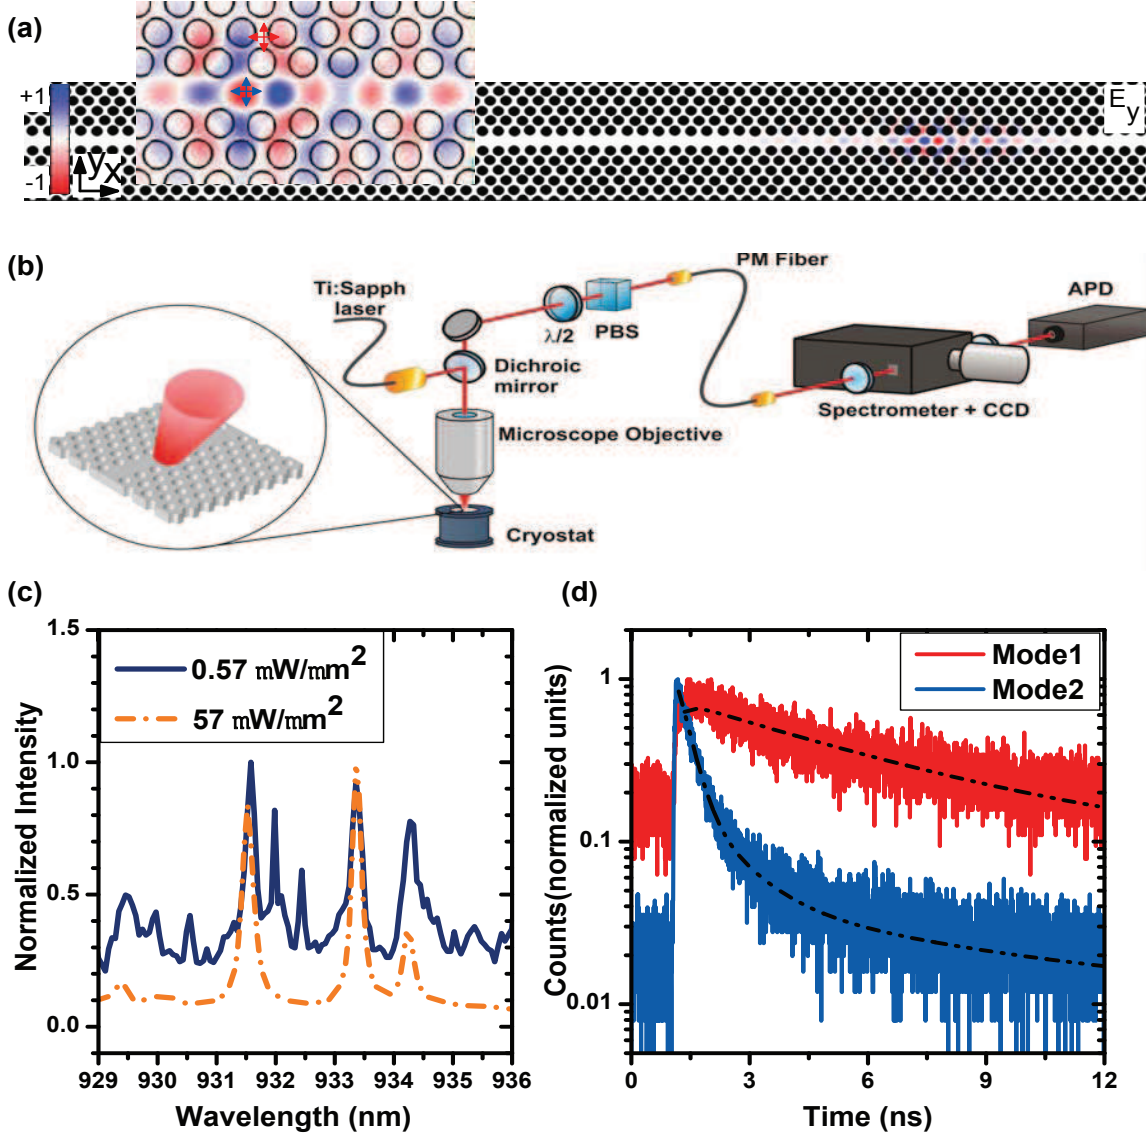 (a)
+1
-1
y
x
E
y
(b)
Ti:Sapph
laser
λ/2
PBS
PM Fiber
APD
Dichroic
mirror
Spectrometer + CCD
Microscope Objective
Cryostat
(c)
1.5
1.0
0.5
0.0
Normalized Intensity
0.57 mW/mm2
57 mW/mm2
929 930 931 932 933 934 935 936
Wavelength (nm)
(d)
1
0.1
0.01
Counts(normalized units)
Mode1
Mode2
0 3 6 9 12
Time (ns)